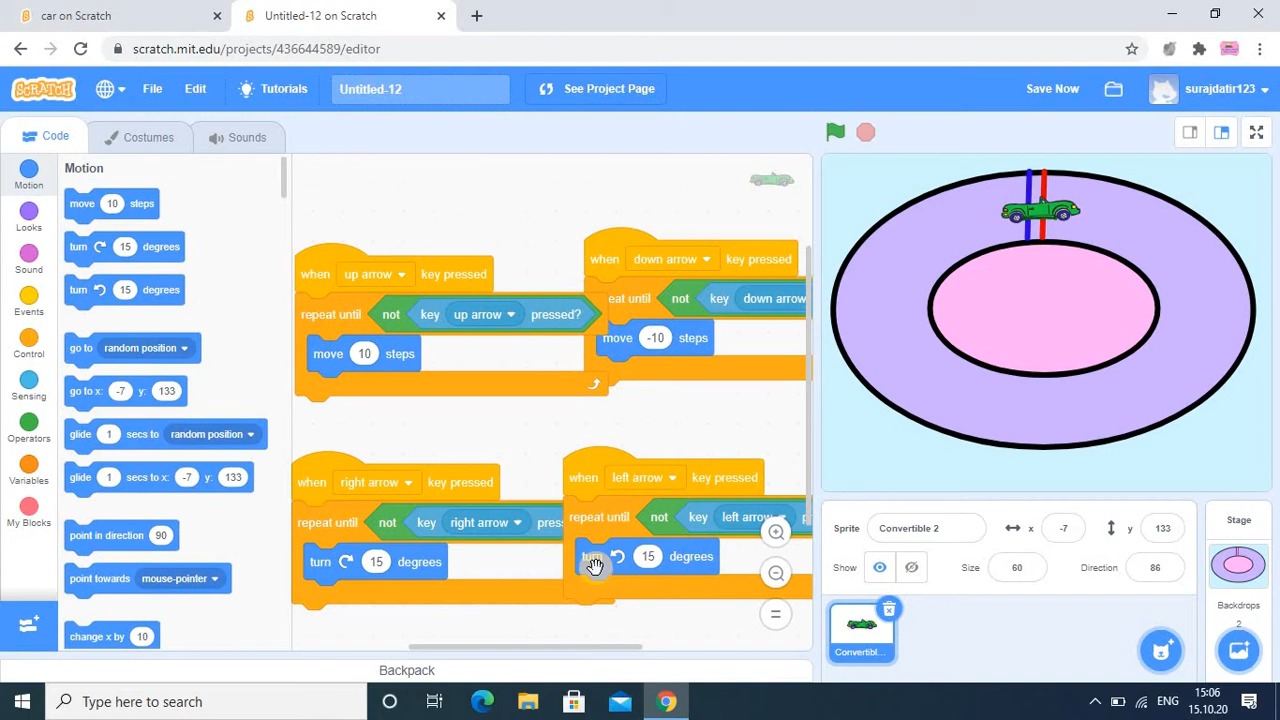 car on Scratch
Untitled-12 on Scratch
scratch.mit.edu/projects/436644589/editor
SCRATCH
File
Edit
Tutorials
Untitled-12
See Project Page
Save Now
surajdatir123
Code
Costumes
Sounds
Motion
Looks
Sound
Events
Control
Sensing
Operators
Variables
My Blocks
Motion
move 10 steps
turn 15 degrees
turn 15 degrees
go to random position
go to x: -7 y: 133
glide 1 secs to random position
glide 1 secs to x: -7 y: 133
point in direction 90
point towards mouse-pointer
change x by 10
when up arrow key pressed
repeat until not key up arrow pressed?
move 10 steps
when down arrow key pressed
repeat until not key down arrow
move -10 steps
when right arrow key pressed
repeat until not key right arrow
turn 15 degrees
when left arrow key pressed
repeat until not key left arrow
turn 15 degrees
Backpack
Sprite Convertible 2 x -7 y 133
Show Size 60 Direction 86
Convertible...
Stage
Backdrops
2
Type here to search
ENG
15:06
15.10.20